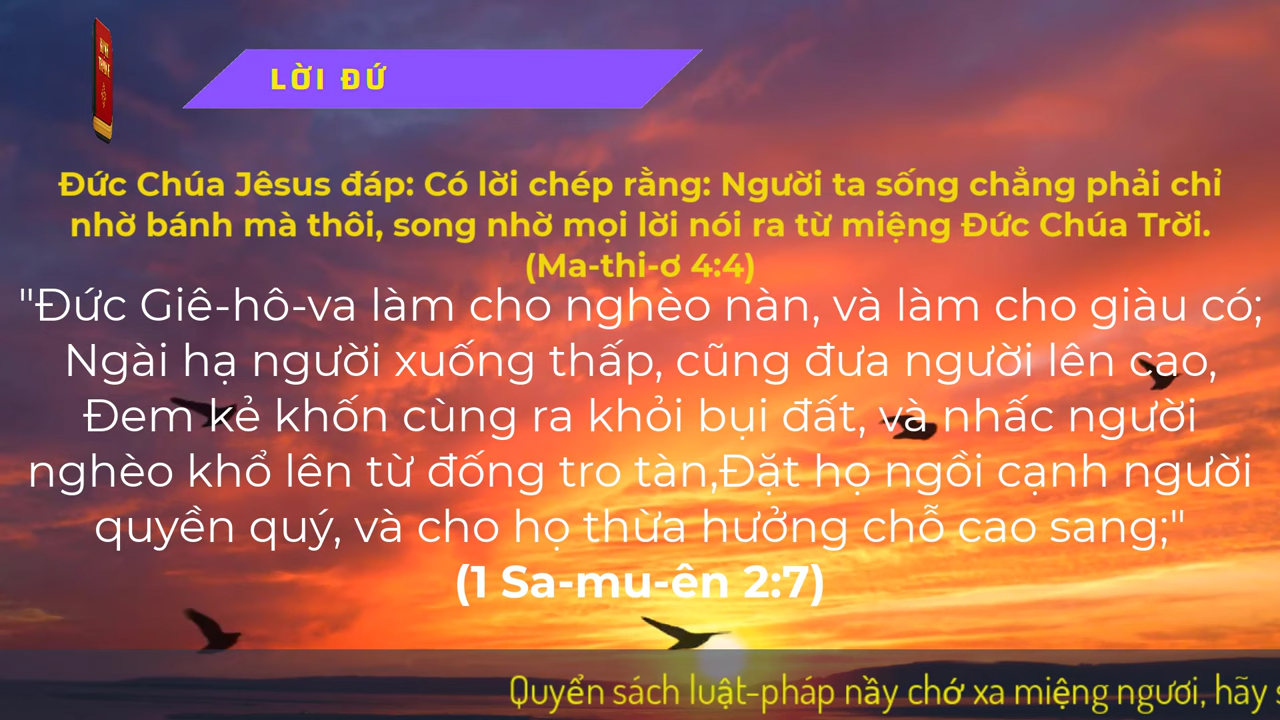 LỜI ĐỨ
Đức Chúa Jêsus đáp: Có lời chép rằng: Người ta sống chẳng phải chỉ
nhờ bánh mà thôi, song nhờ mọi lời nói ra từ miệng Đức Chúa Trời.
(Ma-thi-ơ 4:4)
"Đức Giê-hô-va làm cho nghèo nàn, và làm cho giàu có;
Ngài hạ người xuống thấp, cũng đưa người lên cao,
Đem kẻ khốn cùng ra khỏi bụi đất, và nhấc người
nghèo khổ lên từ đống tro tàn,Đặt họ ngồi cạnh người
quyền quý, và cho họ thừa hưởng chỗ cao sang;"
(1 Sa-mu-ên 2:7)
Quyển sách luật-pháp nầy chớ xa miệng ngươi, hãy